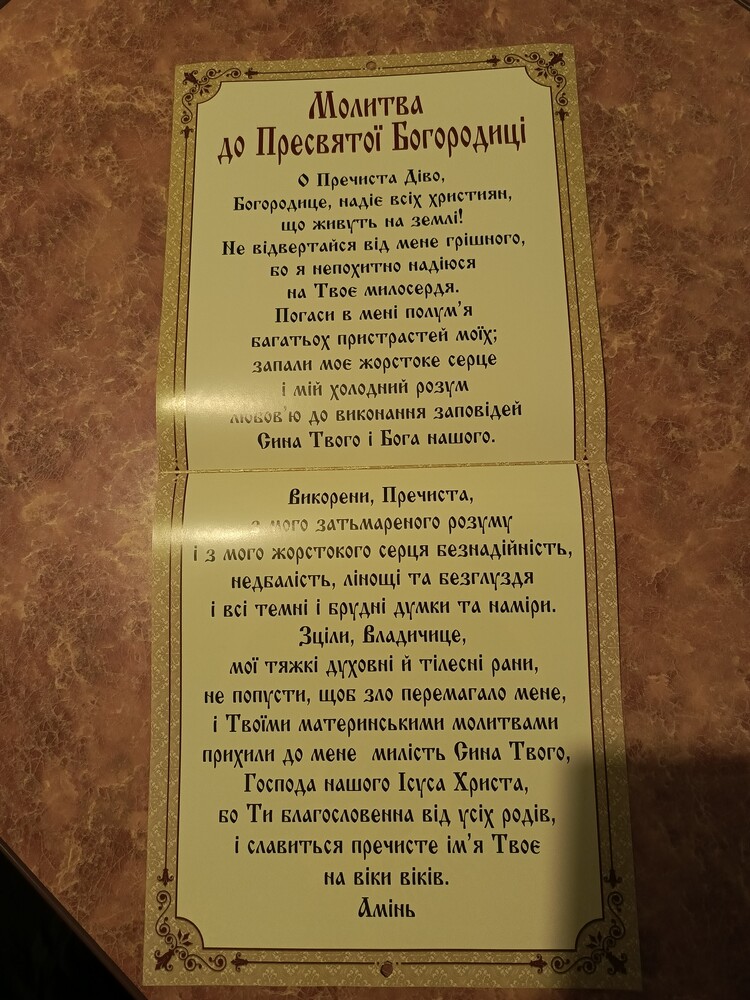 Молитва
до Пресвятої Богородиці
О Пречиста Діво,
Богородице, надіє всіх християн,
що живуть на землі!
Не відвертайся від мене грішного,
бо я непохитно надіюся
на Твоє милосердя.
Погаси в мені полум'я
багатьох пристрастей моїх;
запали моє жорстоке серце
і мій холодний розум
любов'ю до виконання заповідей
Сина Твого і Бога нашого.
Викорени, Пречиста,
з мого затьмареного розуму
і з мого жорстокого серця безнадійність,
недбалість, лінощі та безглуздя
і всі темні і брудні думки та наміри.
Зціли, Владичице,
мої тяжкі духовні й тілесні рани,
не попусти, щоб зло перемагало мене,
і Твоїми материнськими молитвами
прихили до мене милість Сина Твого,
Господа нашого Ісуса Христа,
бо Ти благословенна від усіх родів,
і славиться пречисте ім'я Твоє
на віки віків.
Амінь